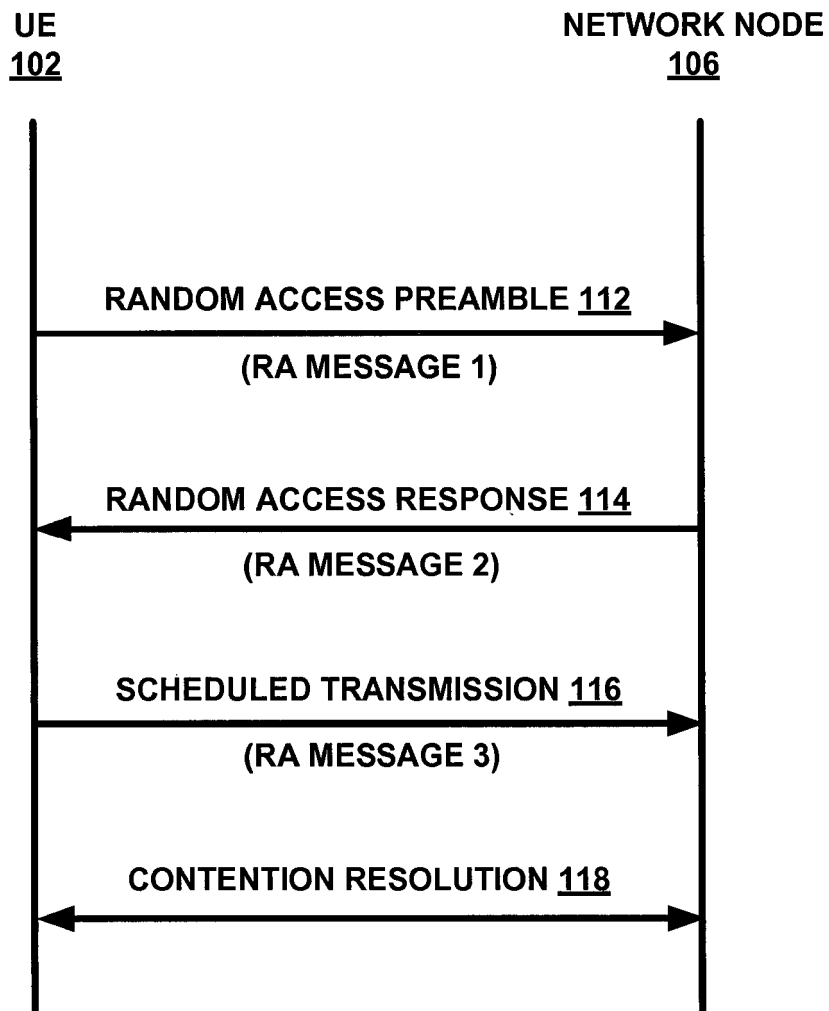 UE
102
NETWORK NODE
106
RANDOM ACCESS PREAMBLE 112
(RA MESSAGE 1)
RANDOM ACCESS RESPONSE 114
(RA MESSAGE 2)
SCHEDULED TRANSMISSION 116
(RA MESSAGE 3)
CONTENTION RESOLUTION 118